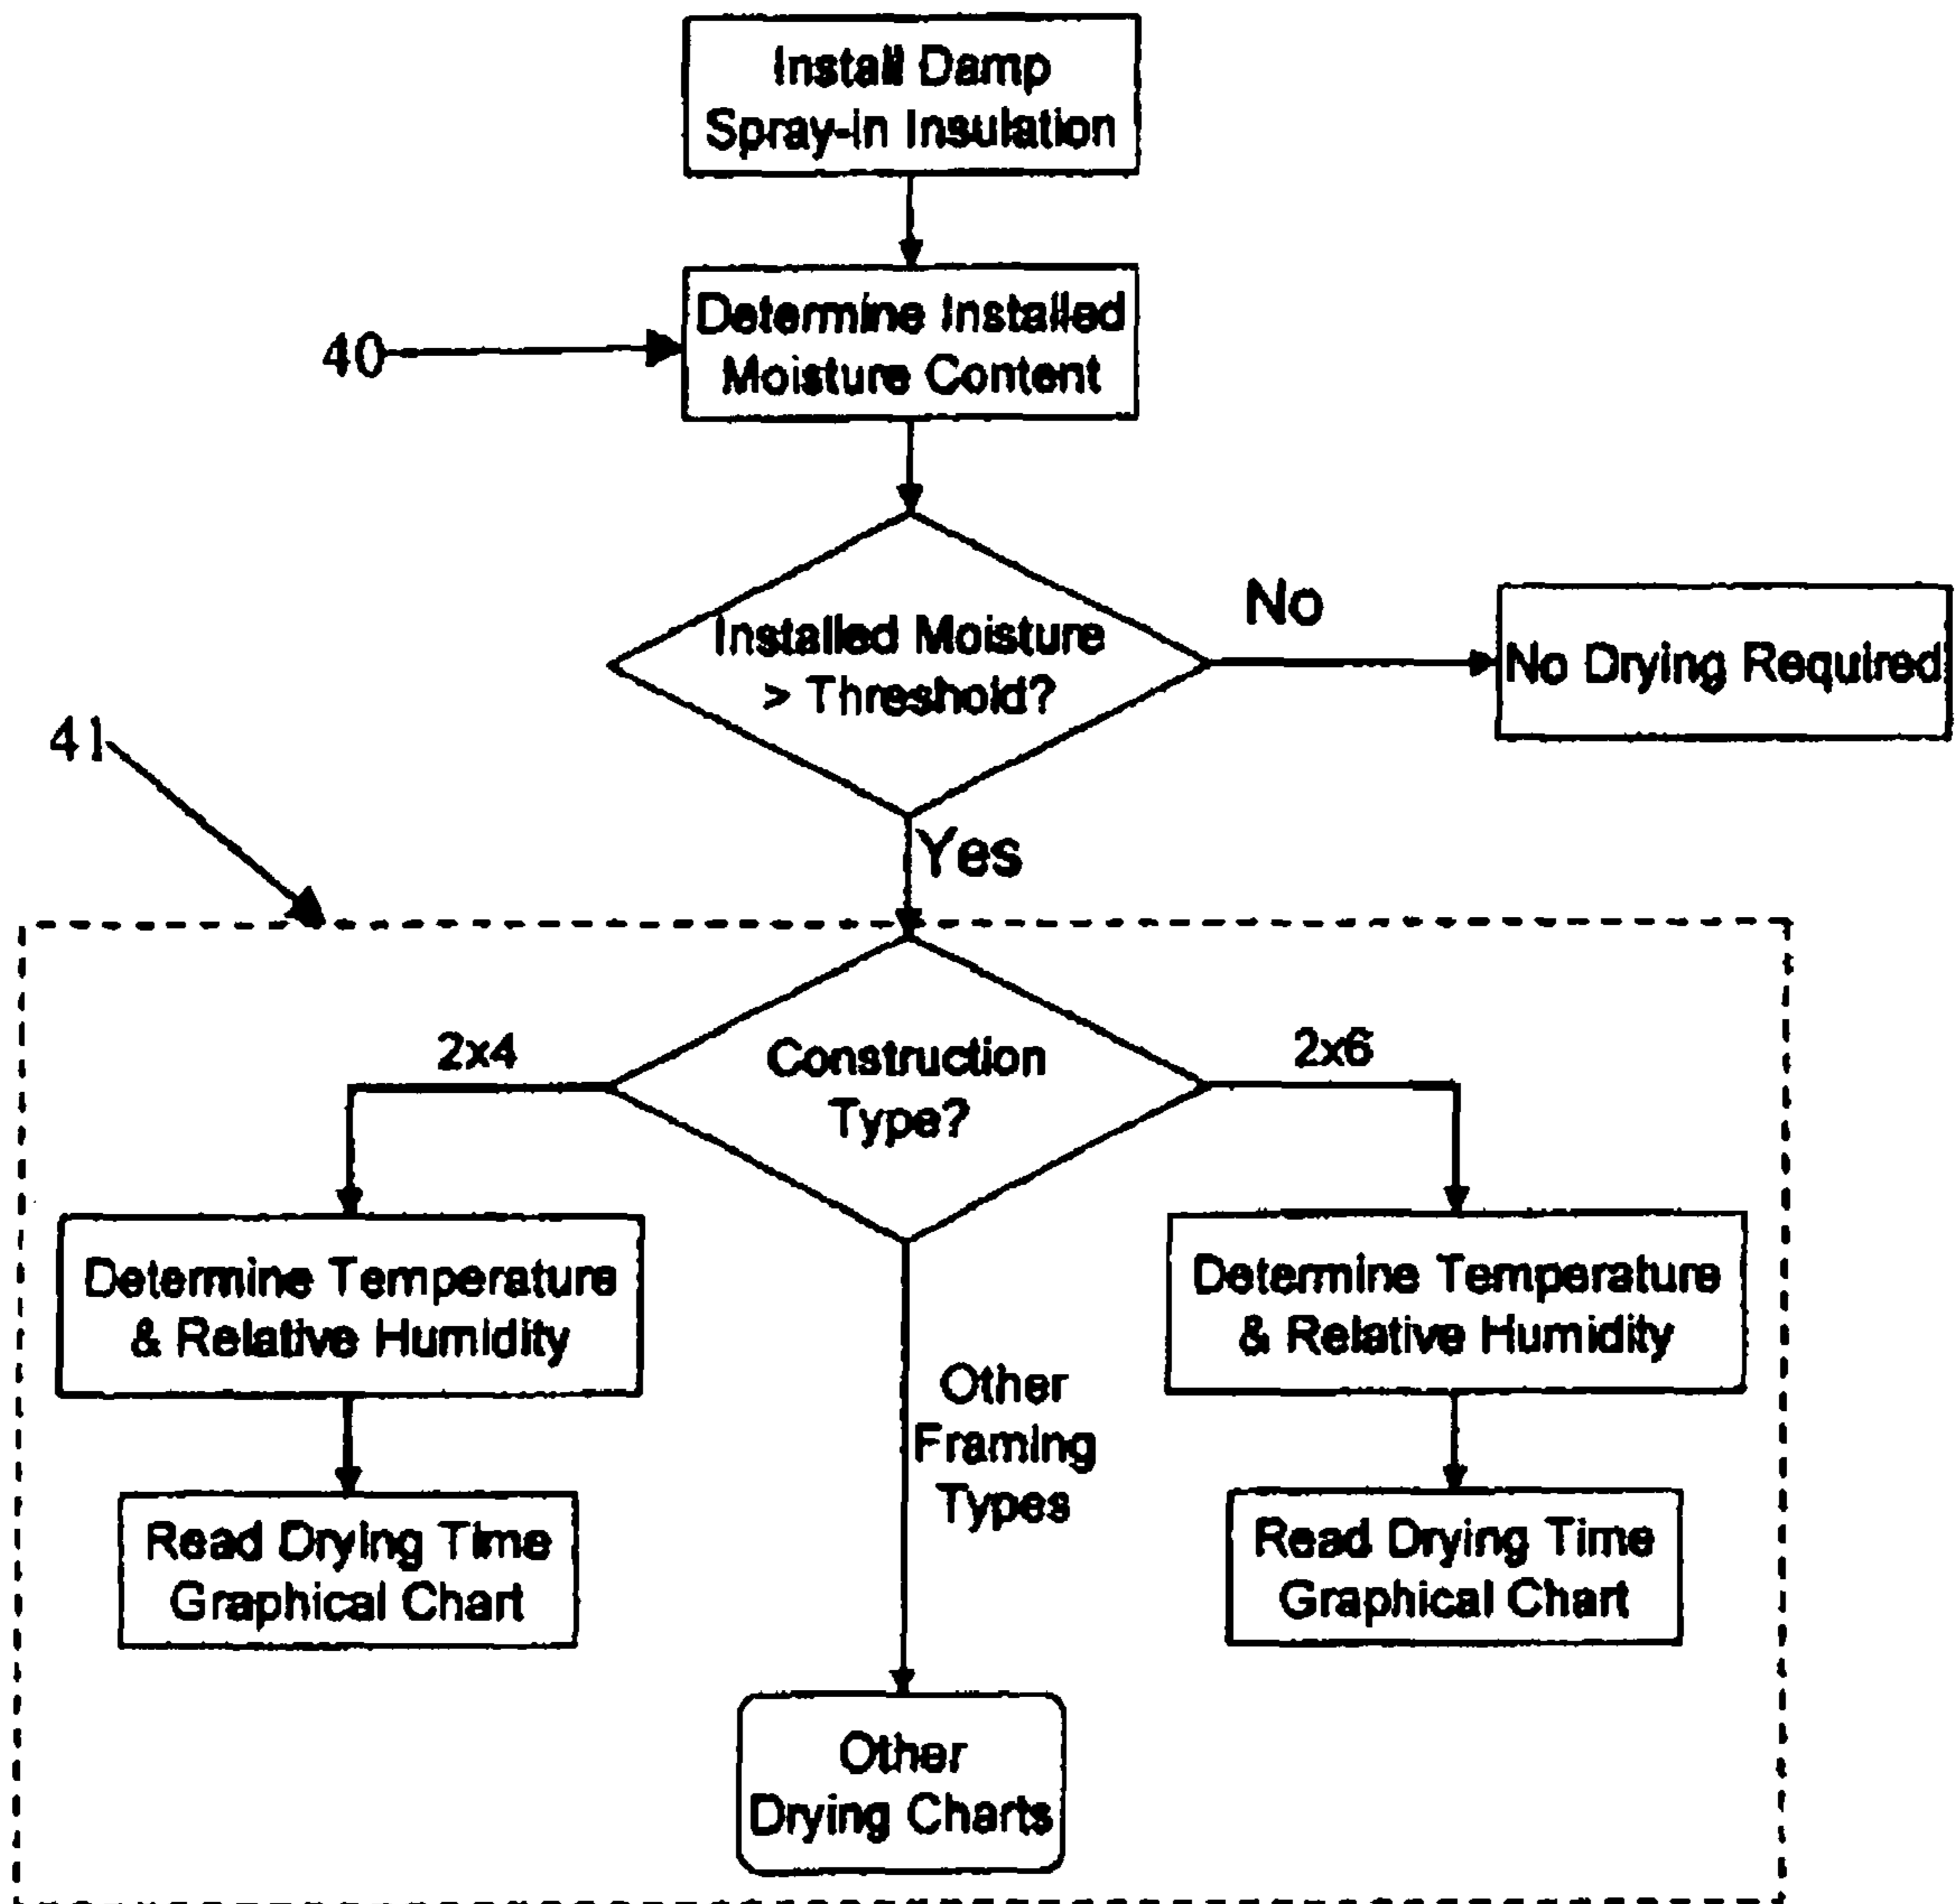 Install Damp
Spray-in Insulation
40
Determine Installed
Moisture Content
Installed Moisture
> Threshold?
No
No Drying Required
41
Yes
2x4
Construction
Type?
2x6
Determine Temperature
& Relative Humidity
Determine Temperature
& Relative Humidity
Other
Framing
Types
Read Drying Time
Graphical Chart
Read Drying Time
Graphical Chart
Other
Drying Charts